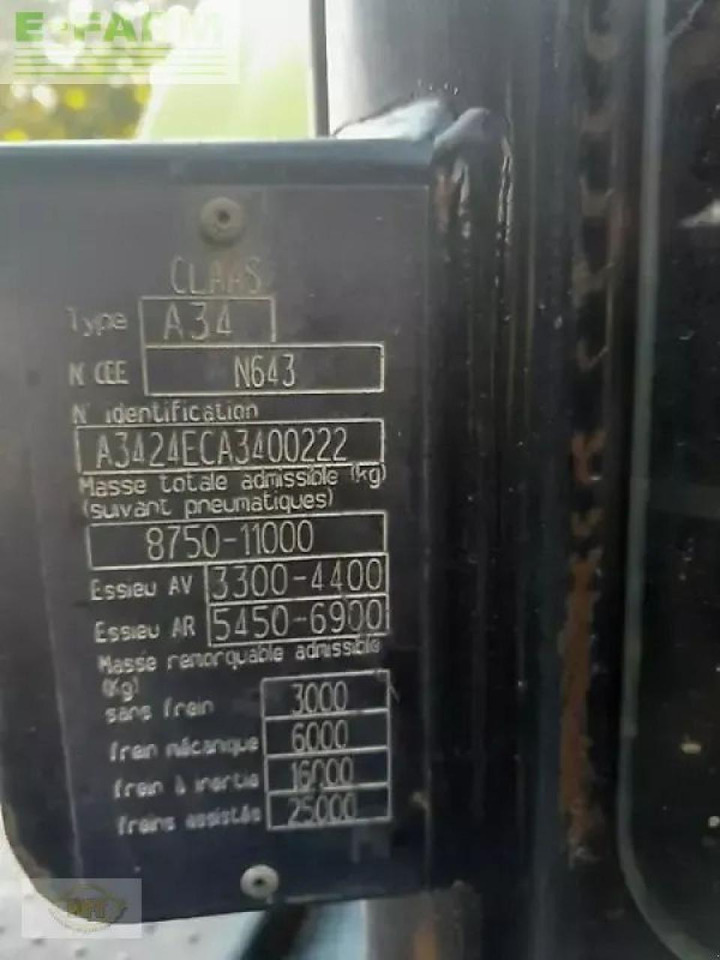 E-FARM
CLAAS
Type A34
N° CEE N643
N° identification
A3424ECA3400222
Masse totale admissible (kg)
(suivant pneumatiques)
8750-11000
Essieu AV 3300-4400
Essieu AR 5450-6900
Masse remorquable admissible
(Kg)
sans frein 3000
frein mécanique 6000
frein à inertie 16000
freins assistés 25000